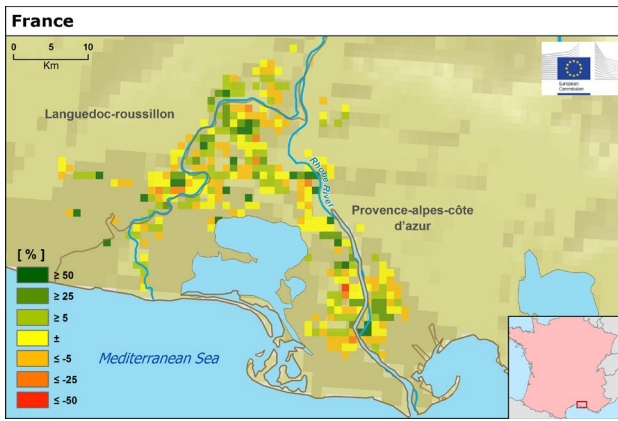 France
0 5 10
Km
European
Commission
Languedoc-roussillon
Rhone River
Provence-alpes-côte
d'azur
[ % ]
≥ 50
≥ 25
≥ 5
±
≤ -5
≤ -25
≤ -50
Mediterranean Sea